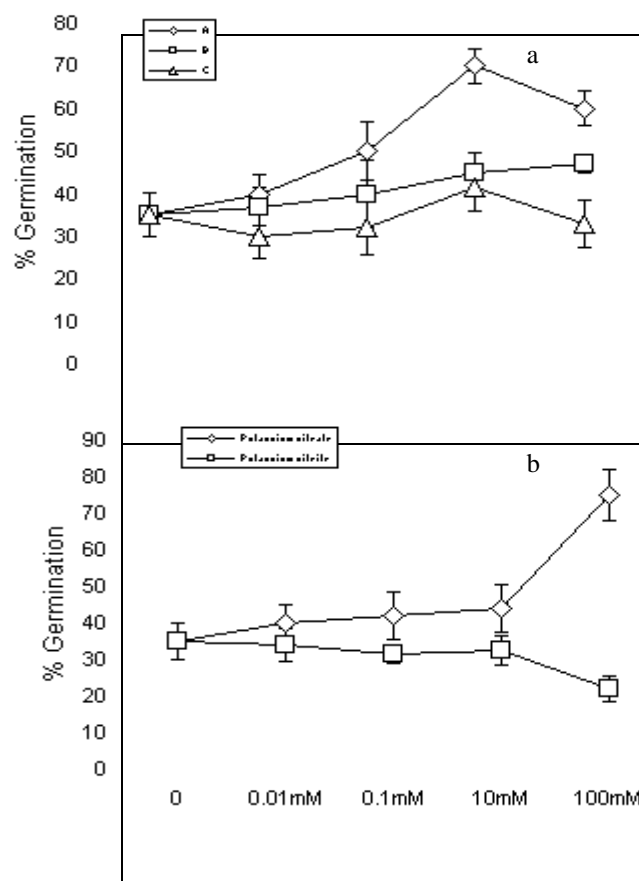 80
A
B
C
a
70
60
50
40
30
20
10
0
% Germination
90
Potassium nitrate
Potassium nitrite
b
80
70
60
50
40
30
20
10
0
% Germination
0 0.01mM 0.1mM 10mM 100mM